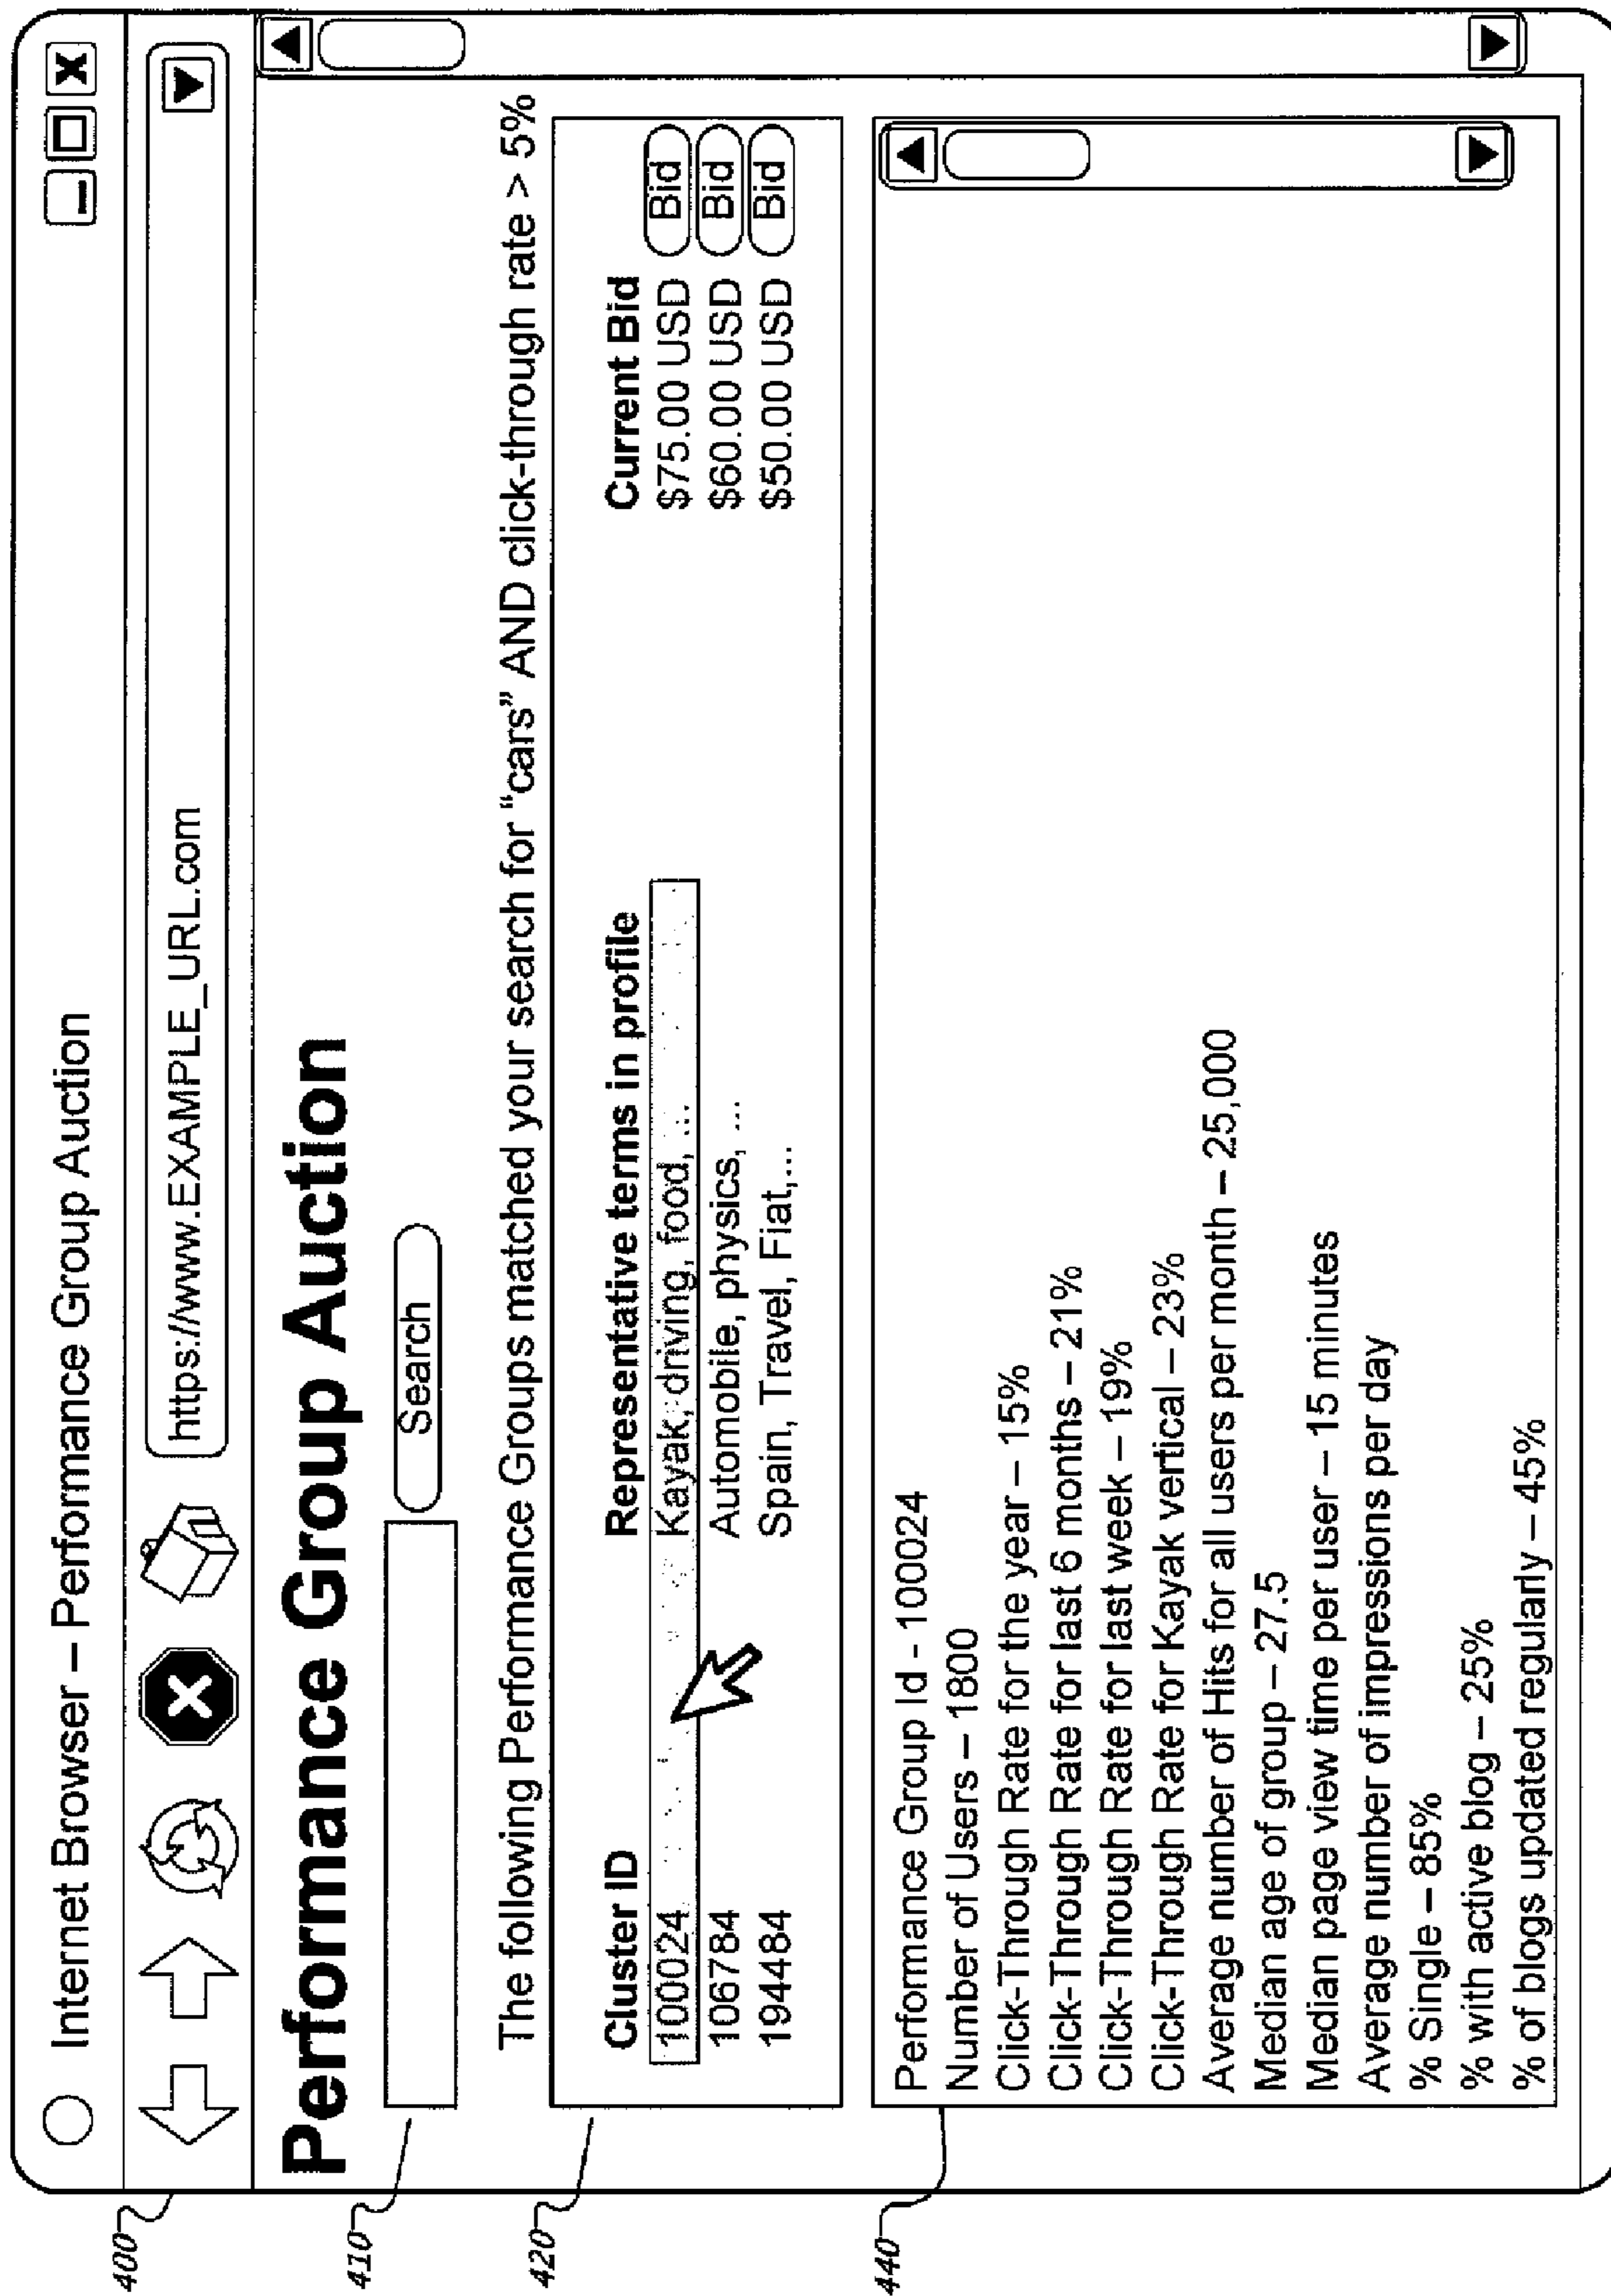 Internet Browser – Performance Group Auction
400
https://www.EXAMPLE_URL.com
Performance Group Auction
410
Search
The following Performance Groups matched your search for “cars” AND click-through rate > 5%
420
Cluster ID Representative terms in profile Current Bid
100024 Kayak, driving, food, ... $75.00 USD Bid
106784 Automobile, physics, ... $60.00 USD Bid
194484 Spain, Travel, Fiat,... $50.00 USD Bid
440
Performance Group Id - 100024
Number of Users – 1800
Click-Through Rate for the year – 15%
Click-Through Rate for last 6 months – 21%
Click-Through Rate for last week – 19%
Click-Through Rate for Kayak vertical – 23%
Average number of Hits for all users per month – 25,000
Median age of group – 27.5
Median page view time per user – 15 minutes
Average number of impressions per day
% Single – 85%
% with active blog – 25%
% of blogs updated regularly – 45%